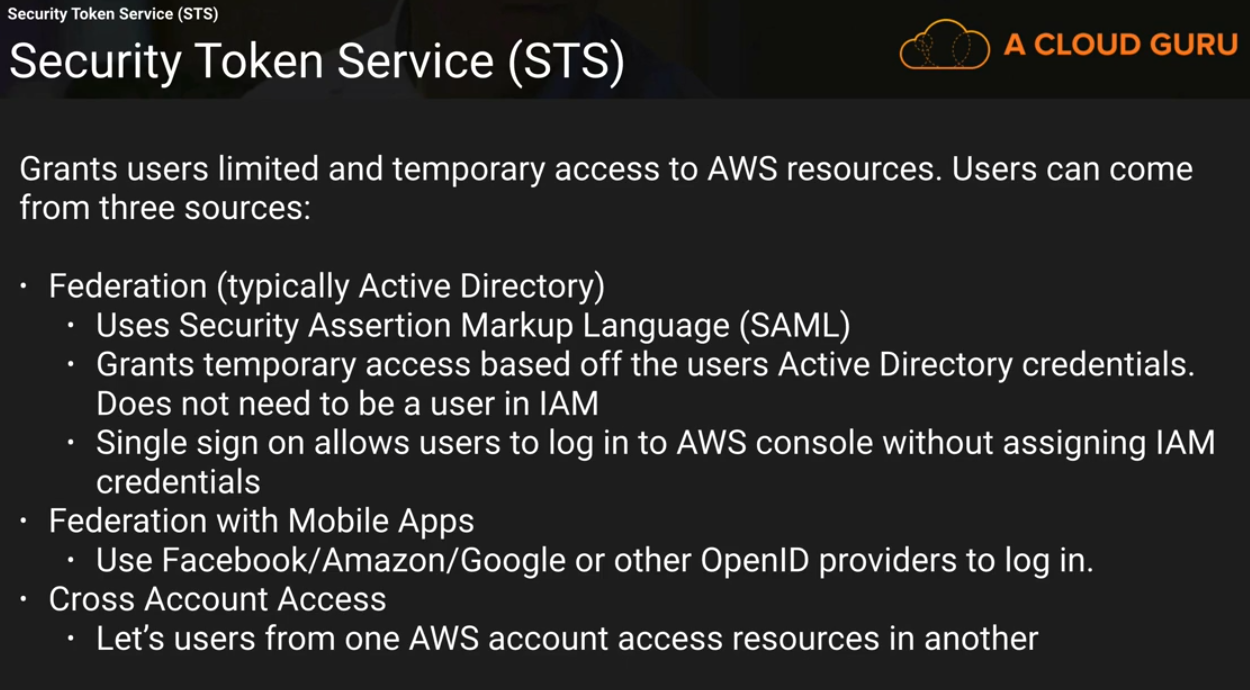 Security Token Service (STS)
Security Token Service (STS)
A CLOUD GURU
Grants users limited and temporary access to AWS resources. Users can come
from three sources:
• Federation (typically Active Directory)
• Uses Security Assertion Markup Language (SAML)
• Grants temporary access based off the users Active Directory credentials.
Does not need to be a user in IAM
• Single sign on allows users to log in to AWS console without assigning IAM
credentials
• Federation with Mobile Apps
• Use Facebook/Amazon/Google or other OpenID providers to log in.
• Cross Account Access
• Let’s users from one AWS account access resources in another